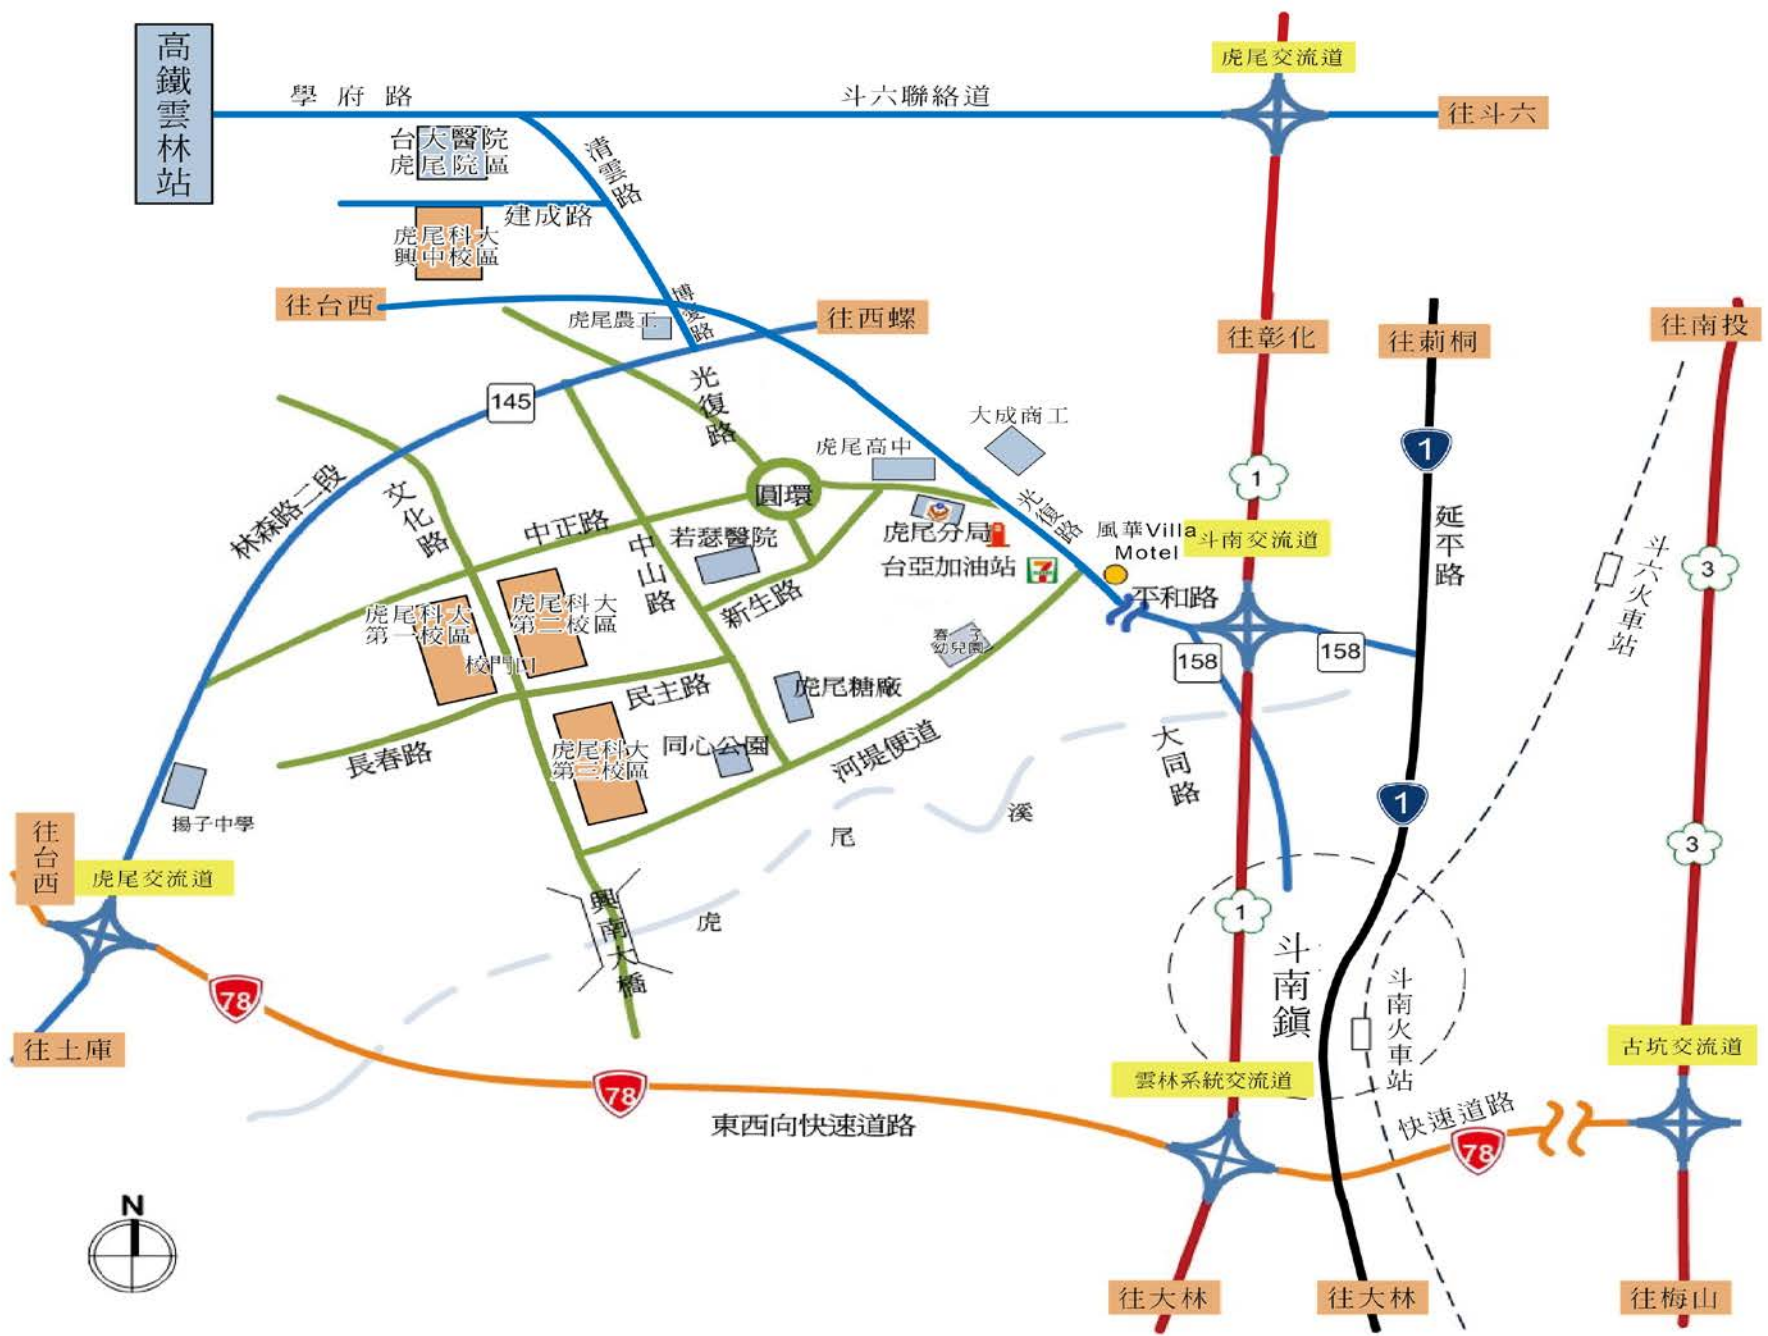 高鐵雲林站
學府路
斗六聯絡道
虎尾交流道
往斗六
台大醫院
虎尾院區
清雲路
建成路
虎尾科大
興中校區
往台西
虎尾農工
博愛路
往西螺
往彰化
往莿桐
往南投
145
光復路
大成商工
虎尾高中
1
1
林森路二段
文化路
中正路
圓環
中山路
若瑟醫院
虎尾分局
光復路
風華Villa
Motel
斗南交流道
延平路
斗六火車站
3
台亞加油站
7
平和路
新生路
虎尾科大
第一校區
校門口
虎尾科大
第二校區
春子
幼兒園
158
158
民主路
虎尾糖廠
長春路
虎尾科大
第三校區
同心公園
河堤便道
大同路
1
3
揚子中學
尾
溪
往台西
虎尾交流道
興南大橋
虎
1
斗南鎮
78
斗南火車站
往土庫
古坑交流道
雲林系統交流道
78
東西向快速道路
快速道路
78
N
往大林
往大林
往梅山